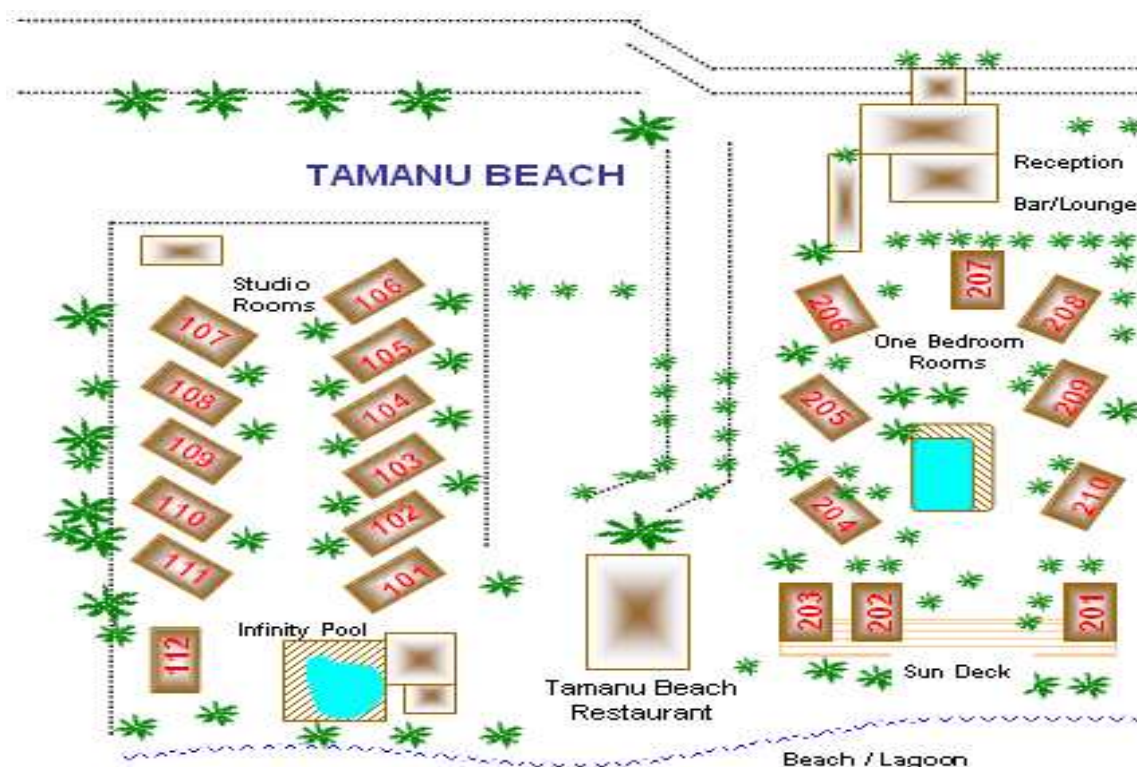 TAMANU BEACH
Reception
Bar/Lounge
Studio
Rooms
106
107
105
108
104
109
103
110
102
111
101
112
Infinity Pool
207
206
208
One Bedroom
Rooms
205
209
204
210
203
202
201
Sun Deck
Tamanu Beach
Restaurant
Beach / Lagoon